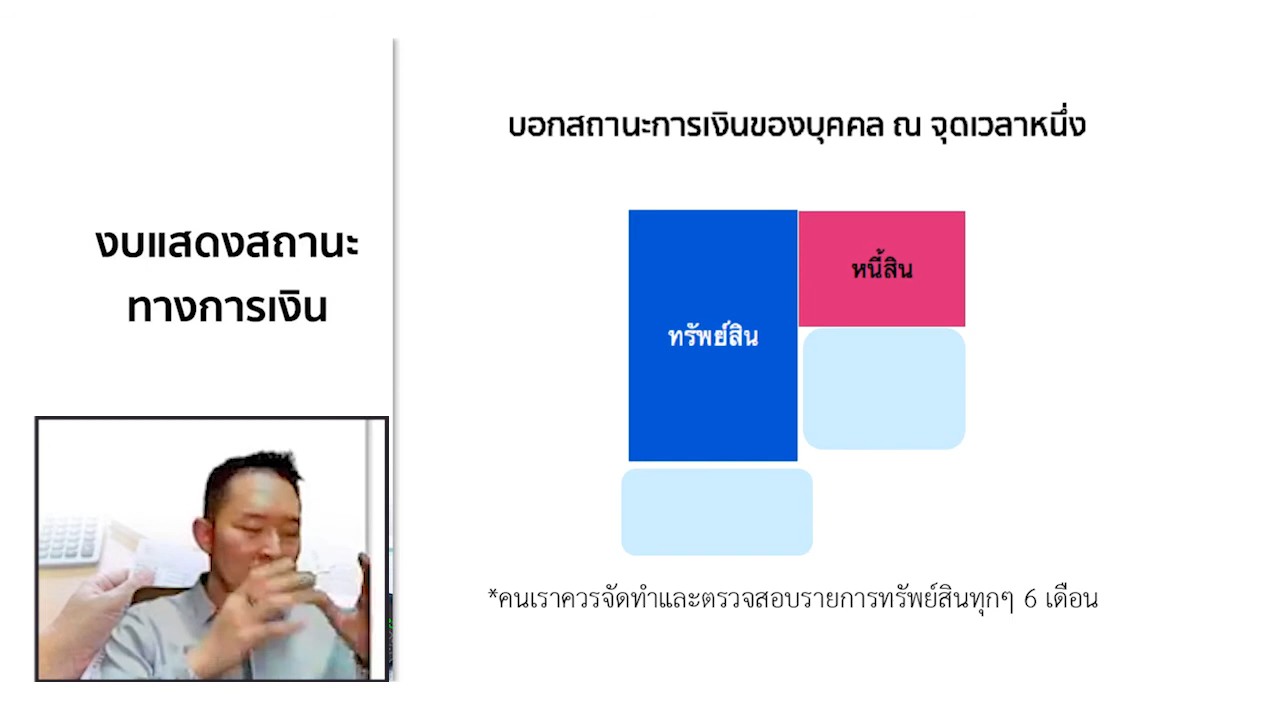 บอกสถานะการเงินของบุคคล ณ จุดเวลาหนึ่ง
งบแสดงสถานะ
ทางการเงิน
ทรัพย์สิน
หนี้สิน
*คนเราควรจัดทำและตรวจสอบรายการทรัพย์สินทุกๆ 6 เดือน